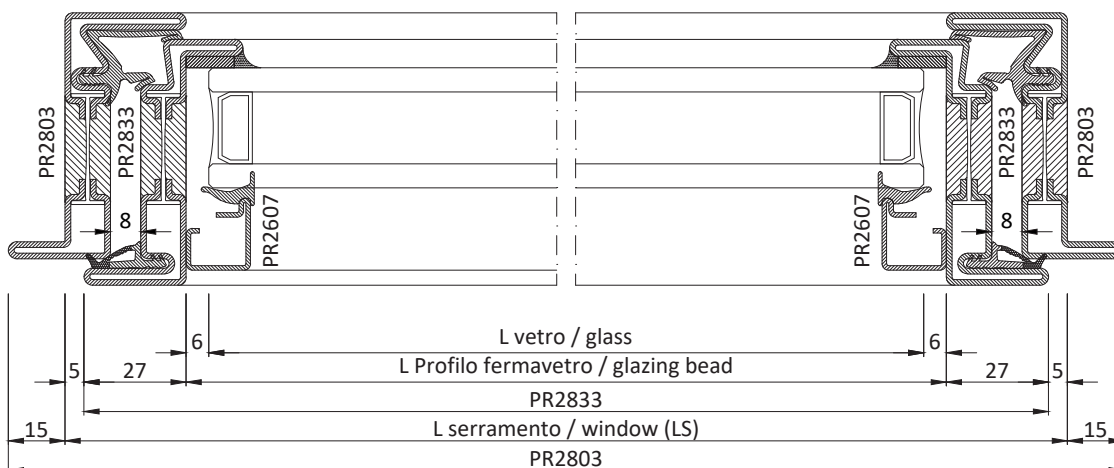 PR2803
PR2833
PR2607
PR2607
PR2833
PR2803
8
8
6
L vetro / glass
6
5
27
L Profilo fermavetro / glazing bead
27
5
PR2833
15
L serramento / window (LS)
15
PR2803